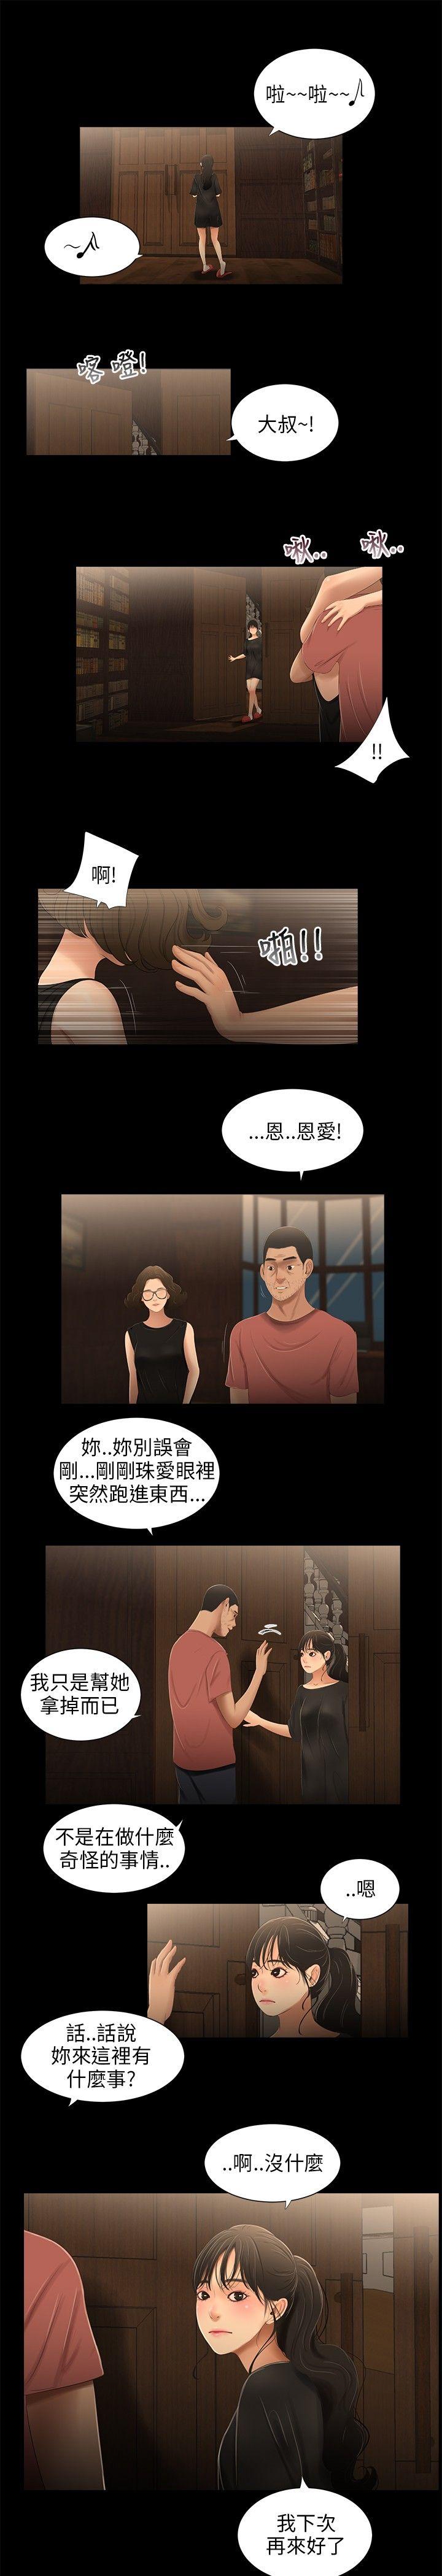 啦~~啦~~♪
~♪
喀噔!
大叔~!
啾.. 啾..
!!
啊!
啪!!
...恩..恩愛!
妳..妳別誤會
剛...剛剛珠愛眼裡
突然跑進東西...
我只是幫她
拿掉而已
不是在做什麼
奇怪的事情..
..嗯
話..話說
妳來這裡有
什麼事?
..啊..沒什麼
我下次
再來好了